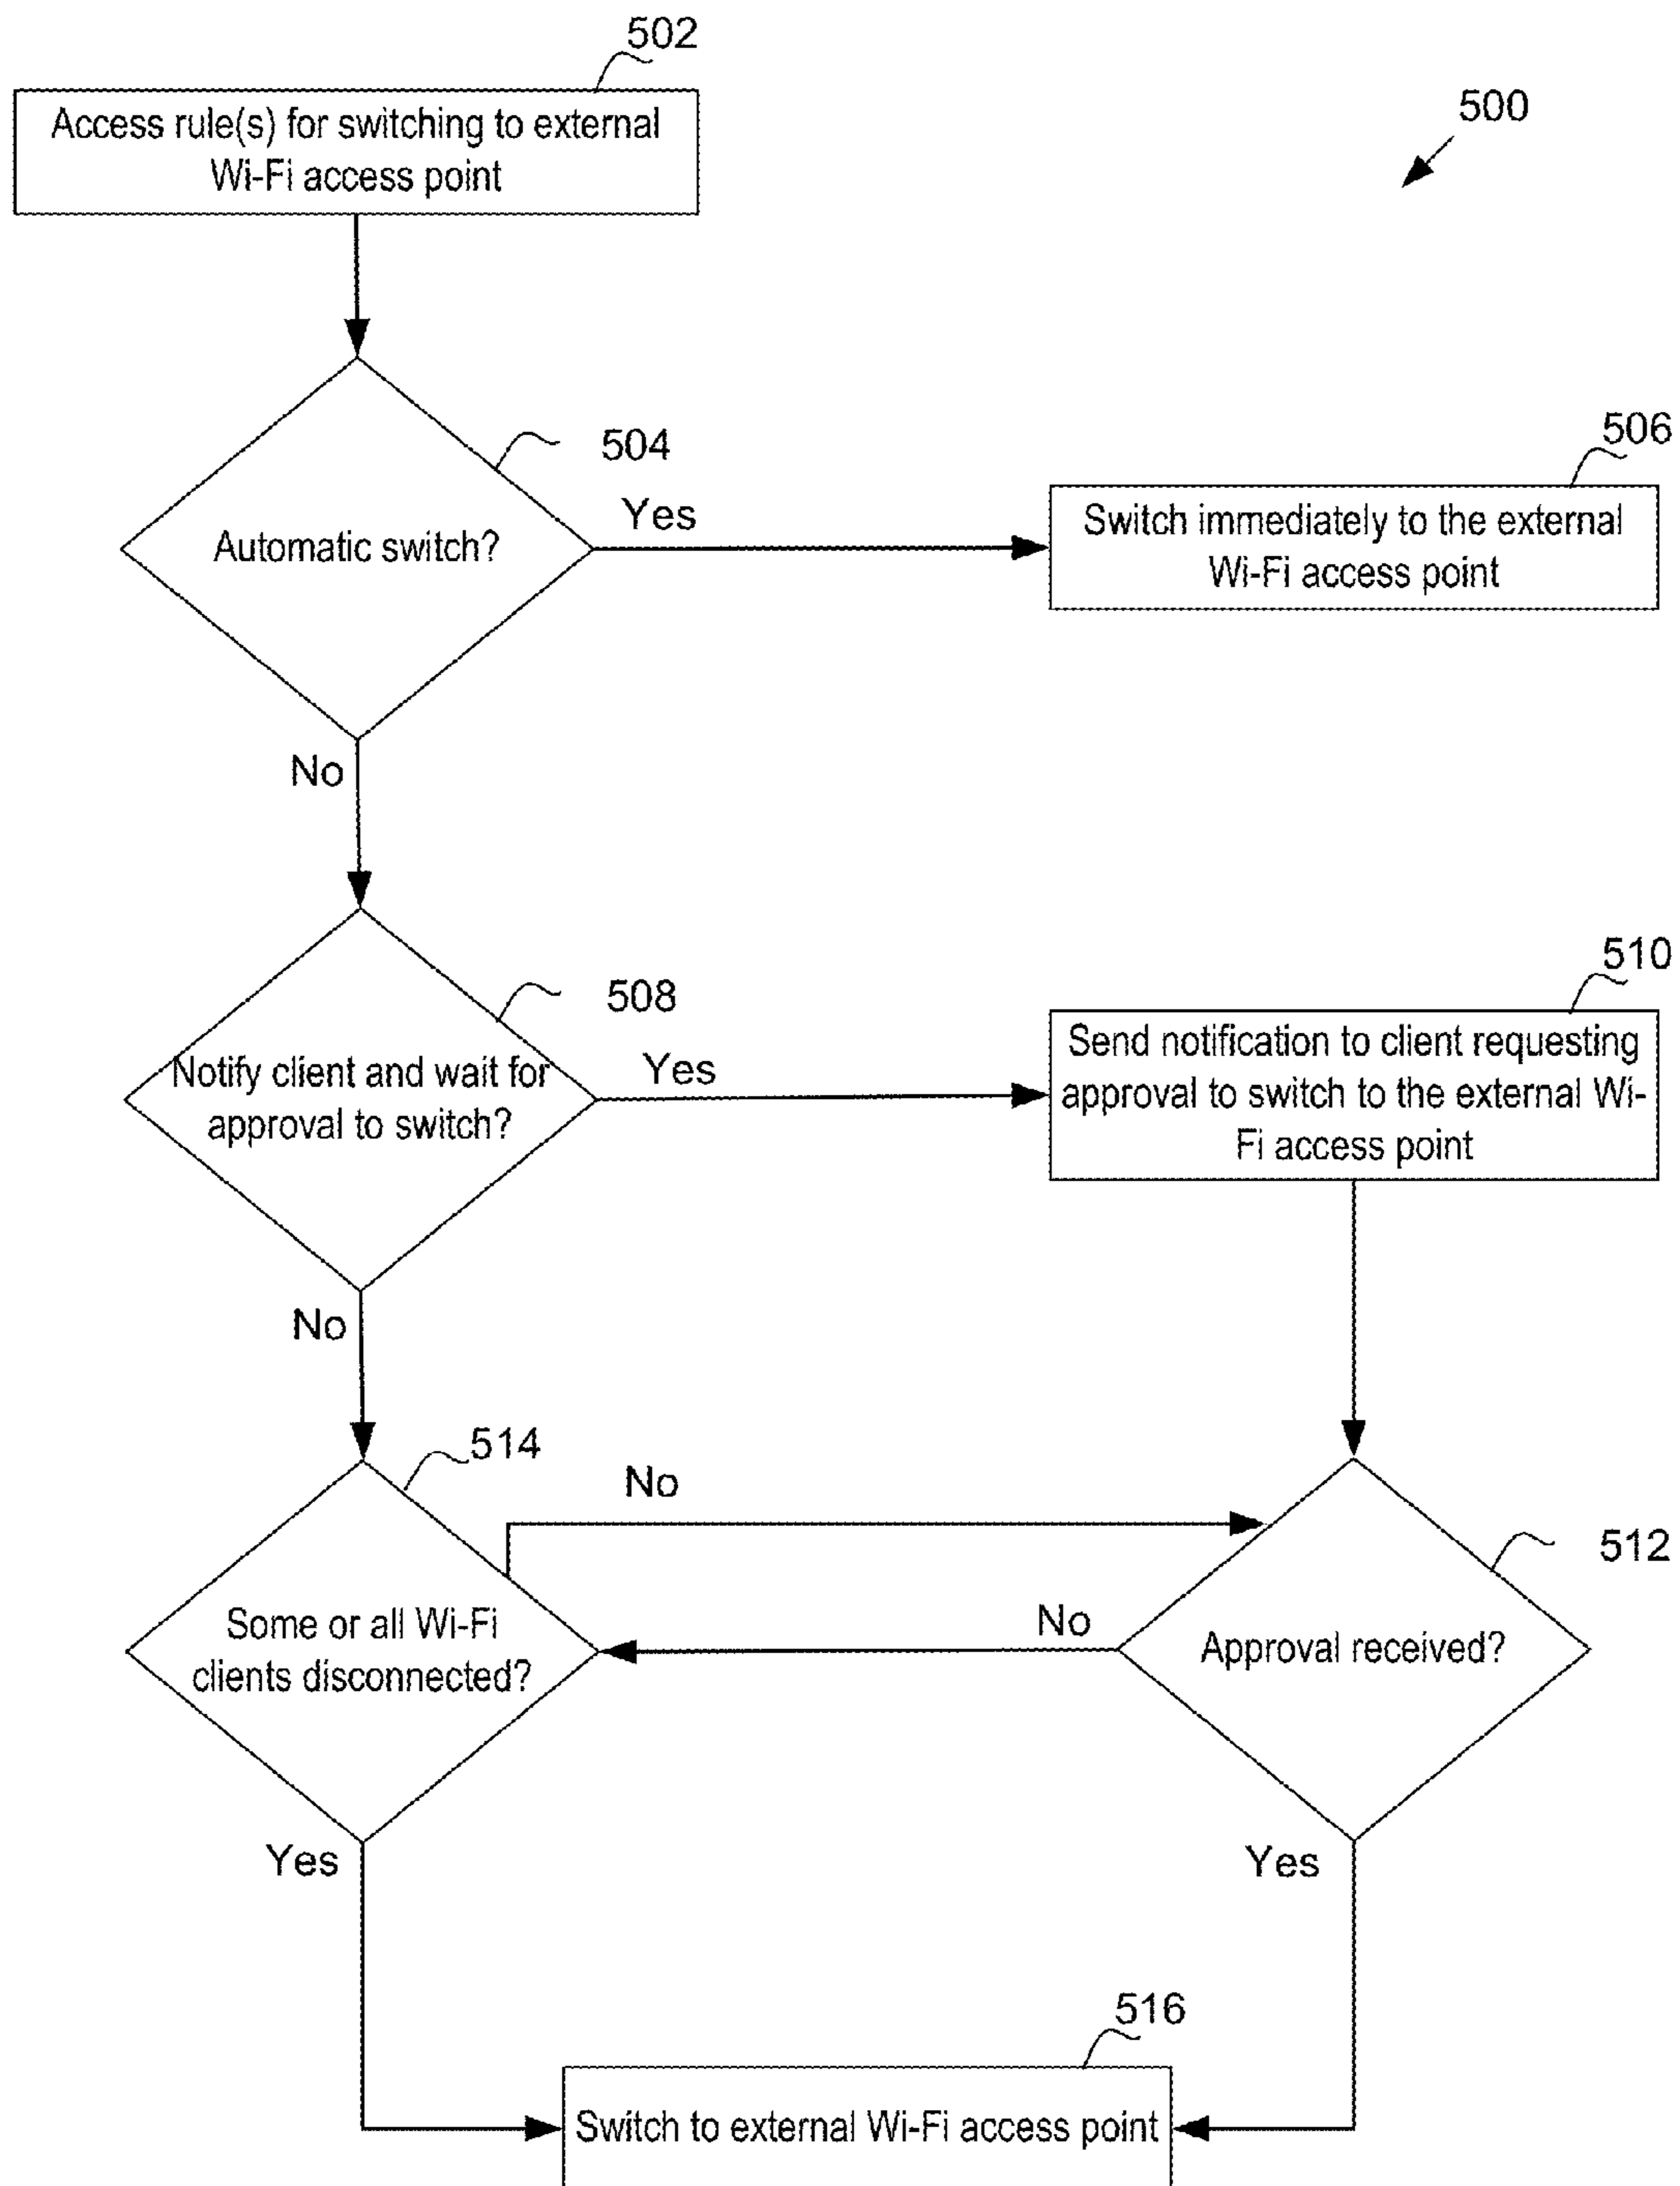 502
Access rule(s) for switching to external
Wi-Fi access point
500
504
Automatic switch?
Yes
506
Switch immediately to the external
Wi-Fi access point
No
508
Notify client and wait for
approval to switch?
Yes
510
Send notification to client requesting
approval to switch to the external Wi-
Fi access point
No
514
Some or all Wi-Fi
clients disconnected?
No
No
512
Approval received?
Yes
Yes
516
Switch to external Wi-Fi access point